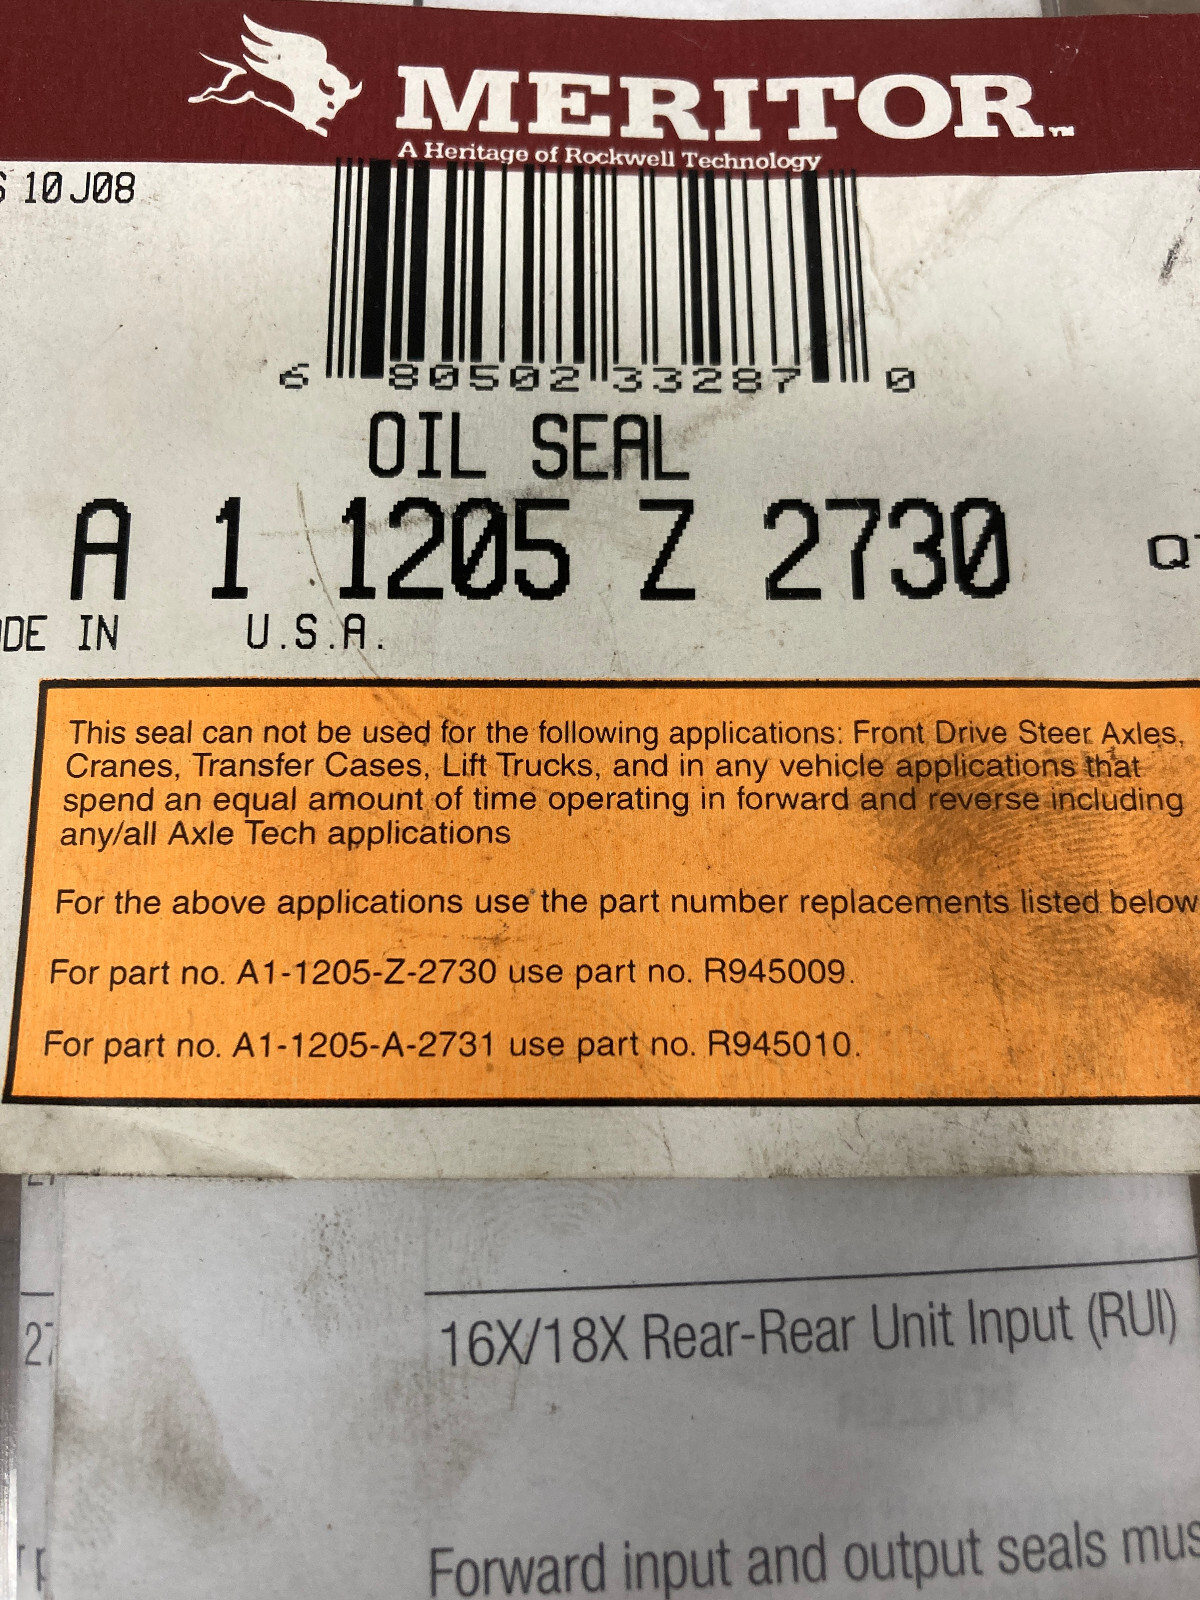 MERITOR™
A Heritage of Rockwell Technology
10 J08
6 80502 33287 0
OIL SEAL
A 1 1205 Z 2730
IN U.S.A.
This seal can not be used for the following applications: Front Drive Steer Axles,
Cranes, Transfer Cases, Lift Trucks, and in any vehicle applications that
spend an equal amount of time operating in forward and reverse including
any/all Axle Tech applications
For the above applications use the part number replacements listed below
For part no. A1-1205-Z-2730 use part no. R945009.
For part no. A1-1205-A-2731 use part no. R945010.
16X/18X Rear-Rear Unit Input (RUI)
Forward input and output seals